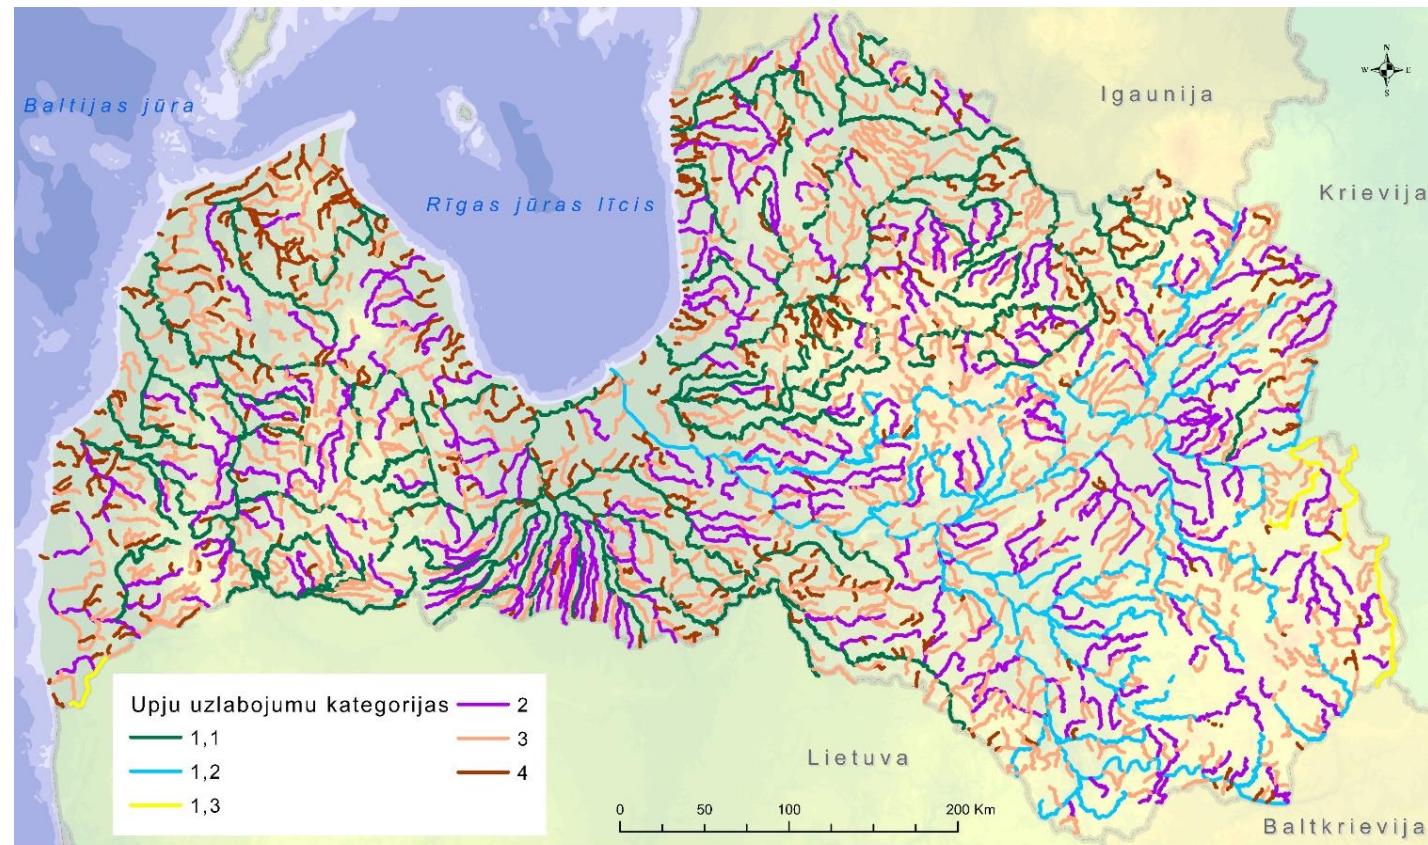 N
W E
S
Igaunija
Baltijas jūra
Krievija
Rīgas jūras līcis
Upju uzlabojumu kategorijas
1,1
1,2
1,3
2
3
4
Lietuva
0 50 100 200 Km
Baltkrievija